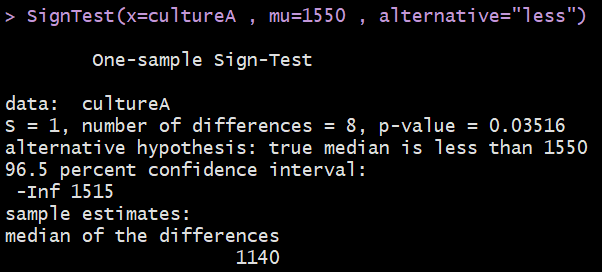 > SignTest(x=cultureA , mu=1550 , alternative="less")
One-sample Sign-Test
data:  cultureA
S = 1, number of differences = 8, p-value = 0.03516
alternative hypothesis: true median is less than 1550
96.5 percent confidence interval:
 -Inf 1515
sample estimates:
median of the differences
1140